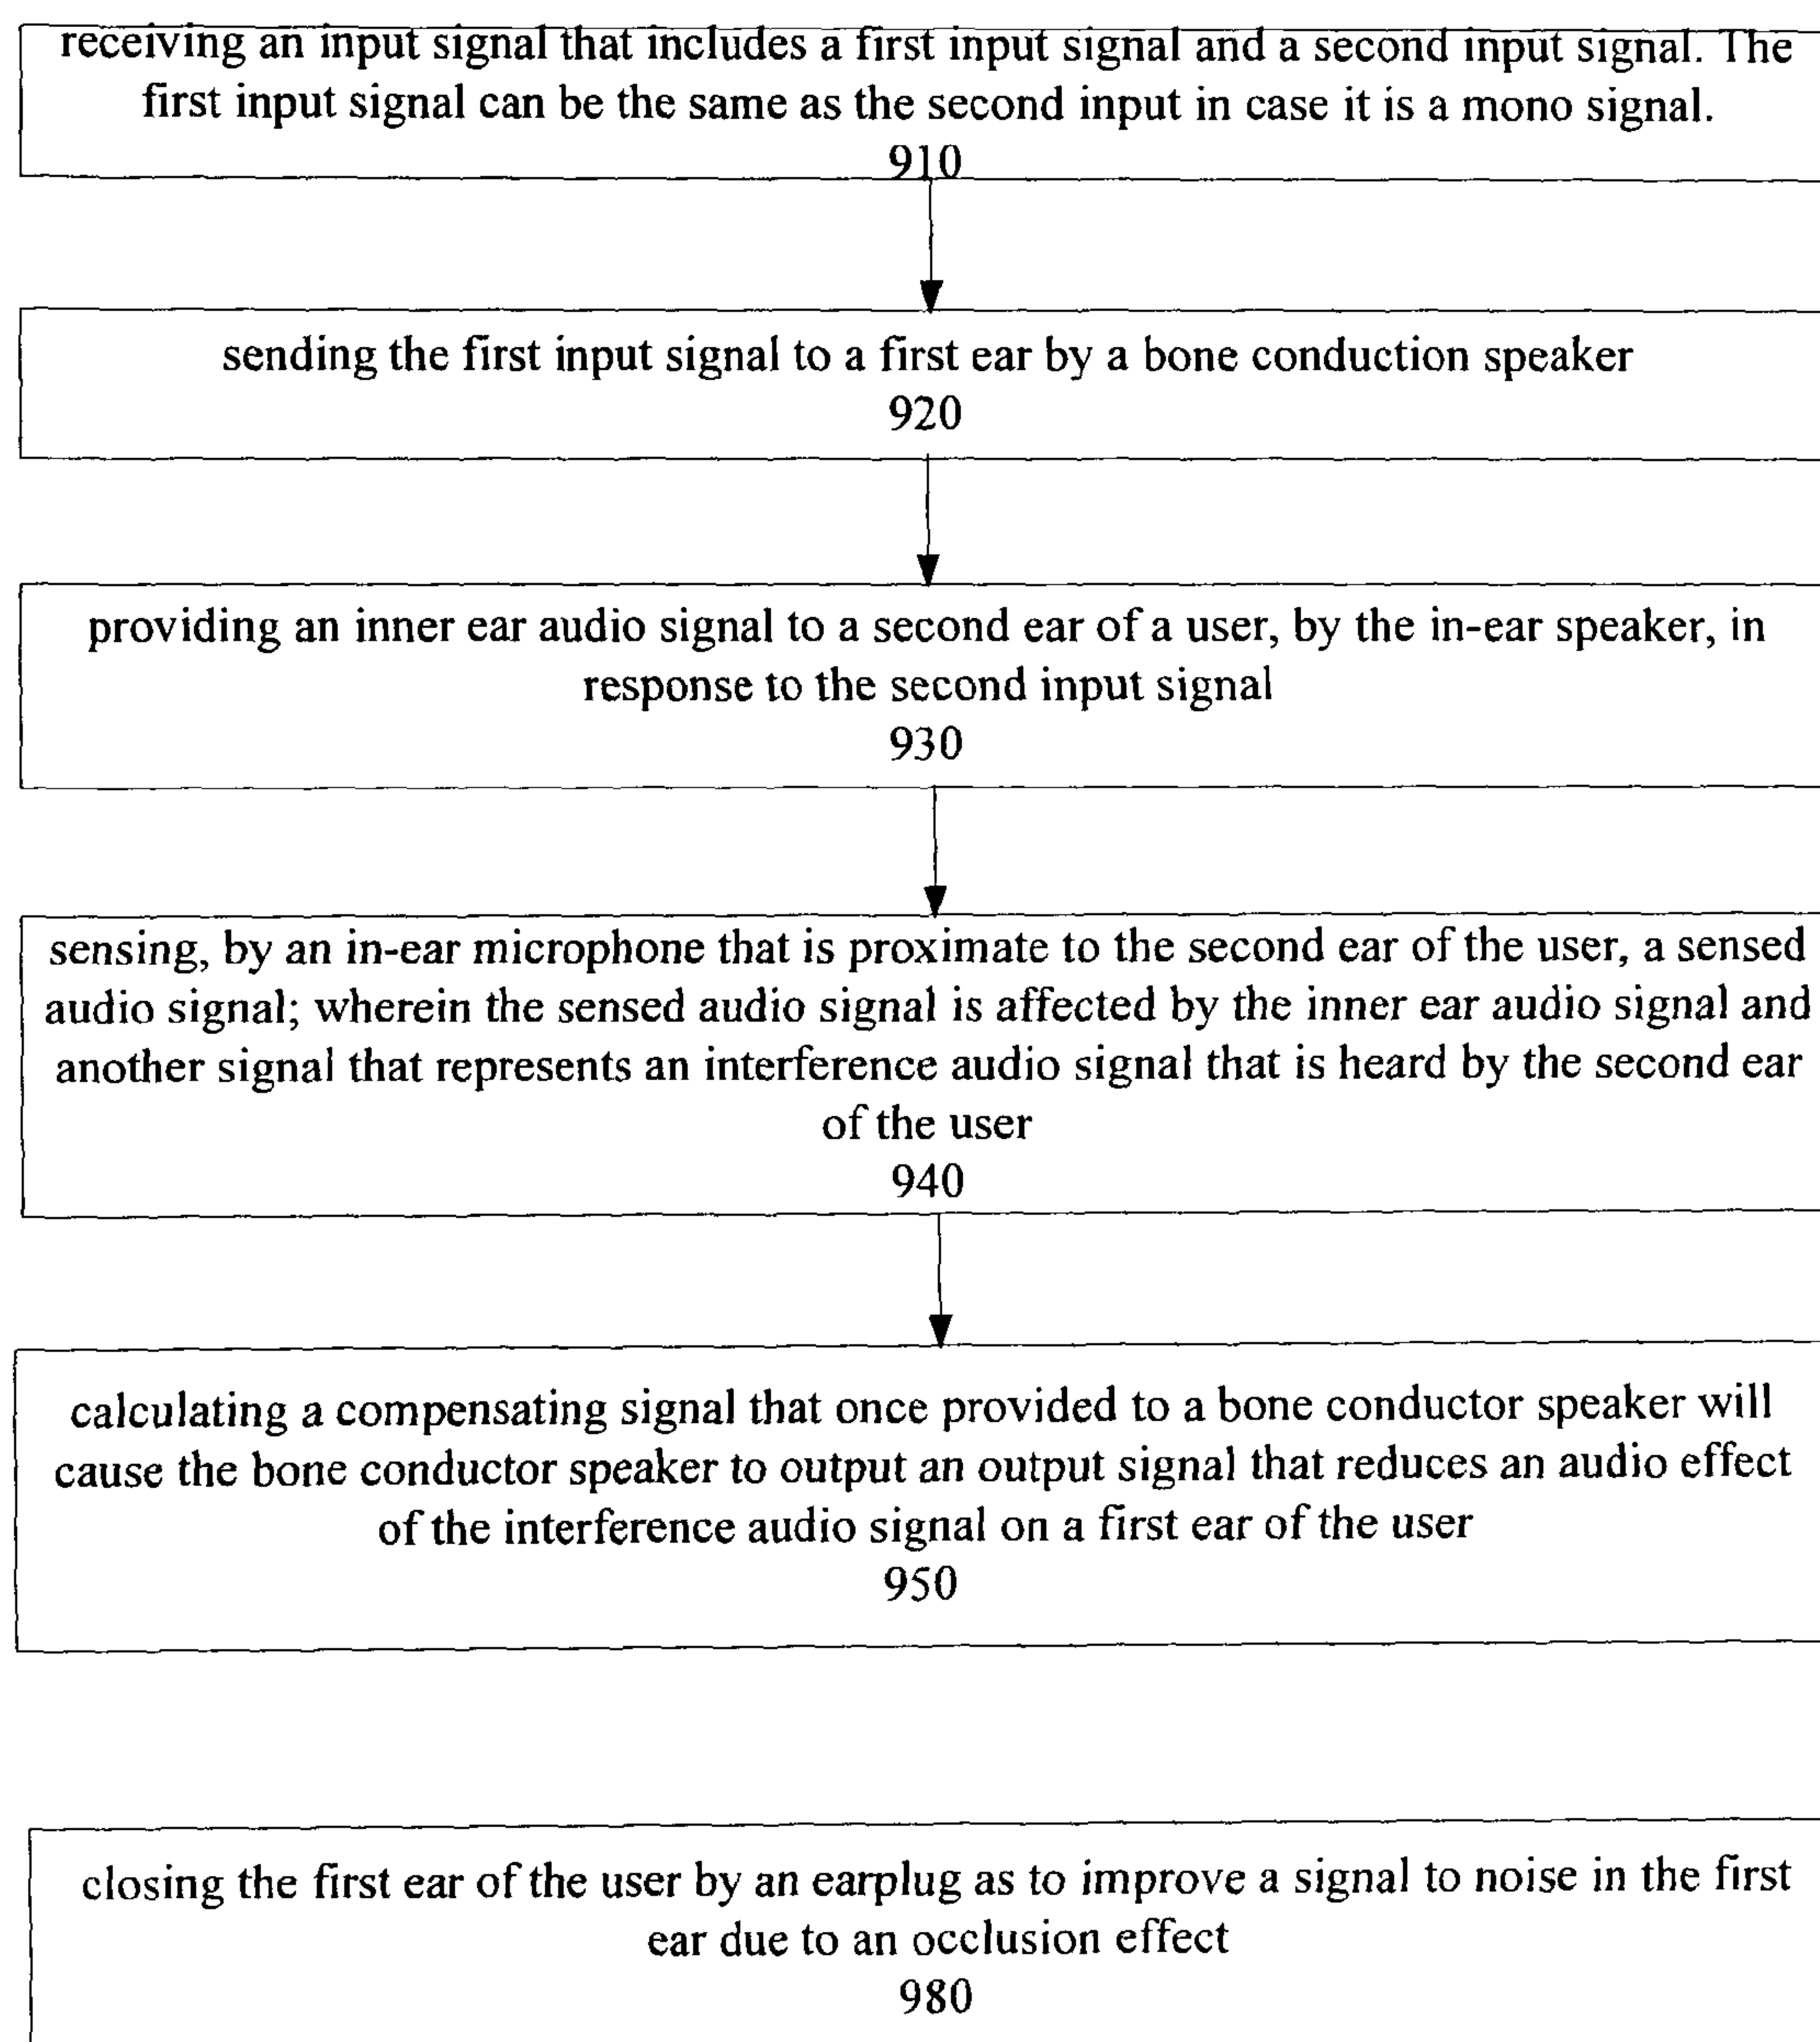 receiving an input signal that includes a first input signal and a second input signal. The
first input signal can be the same as the second input in case it is a mono signal.
910
sending the first input signal to a first ear by a bone conduction speaker
920
providing an inner ear audio signal to a second ear of a user, by the in-ear speaker, in
response to the second input signal
930
sensing, by an in-ear microphone that is proximate to the second ear of the user, a sensed
audio signal; wherein the sensed audio signal is affected by the inner ear audio signal and
another signal that represents an interference audio signal that is heard by the second ear
of the user
940
calculating a compensating signal that once provided to a bone conductor speaker will
cause the bone conductor speaker to output an output signal that reduces an audio effect
of the interference audio signal on a first ear of the user
950
closing the first ear of the user by an earplug as to improve a signal to noise in the first
ear due to an occlusion effect
980